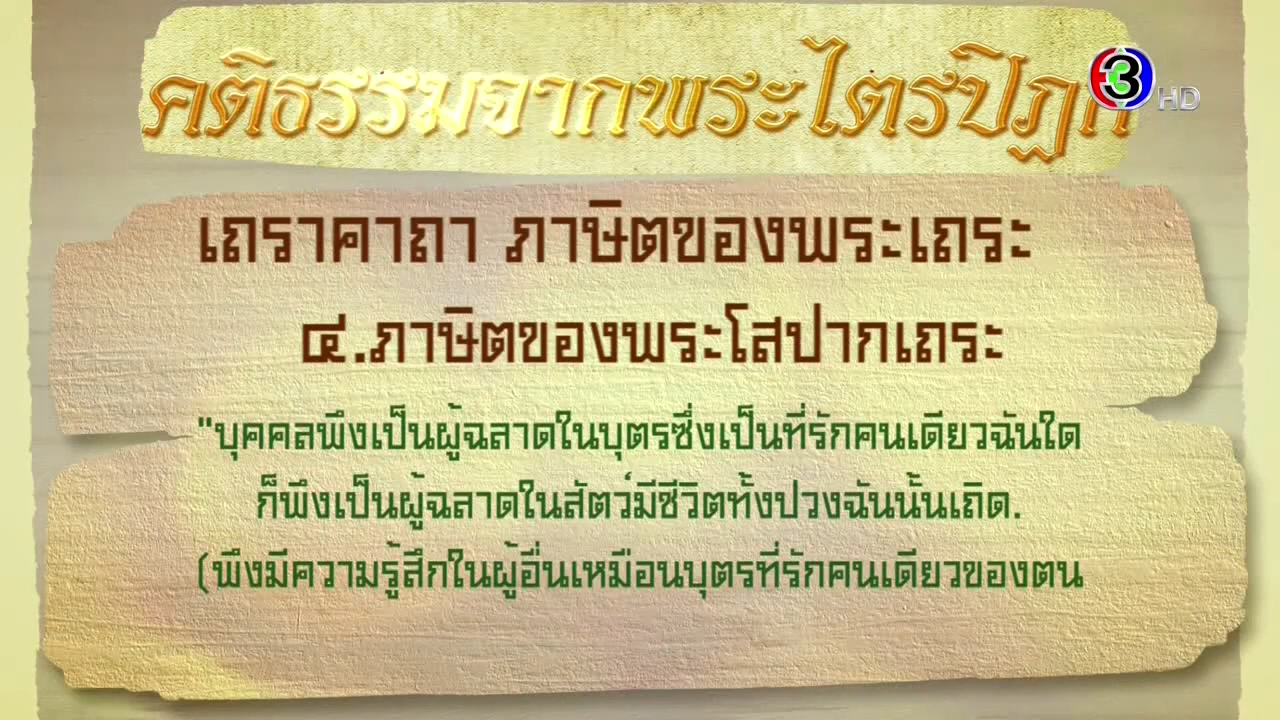 คติธรรมจากพระไตรปิฎก
3 HD
เถราคาถา ภาษิตของพระเถระ
๔.ภาษิตของพระโสปากเถระ
"บุคคลพึงเป็นผู้ฉลาดในบุตรซึ่งเป็นที่รักคนเดียวฉันใด
ก็พึงเป็นผู้ฉลาดในสัตว์มีชีวิตทั้งปวงฉันนั้นเถิด.
(พึงมีความรู้สึกในผู้อื่นเหมือนบุตรที่รักคนเดียวของตน